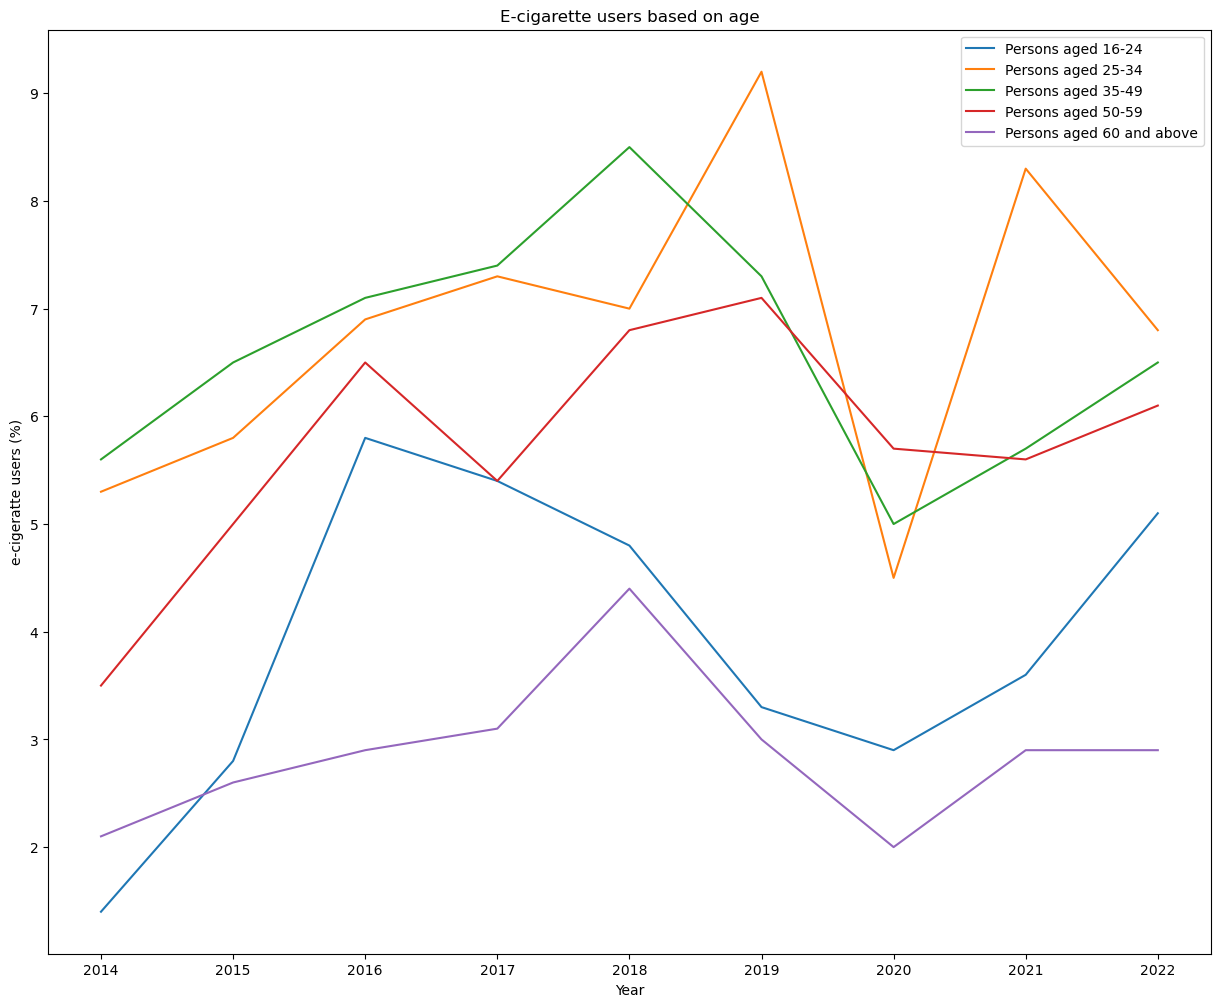 E-cigarette users based on age
Persons aged 16-24
Persons aged 25-34
Persons aged 35-49
Persons aged 50-59
Persons aged 60 and above
e-cigeratte users (%)
9
8
7
6
5
4
3
2
2014 2015 2016 2017 2018 2019 2020 2021 2022
Year